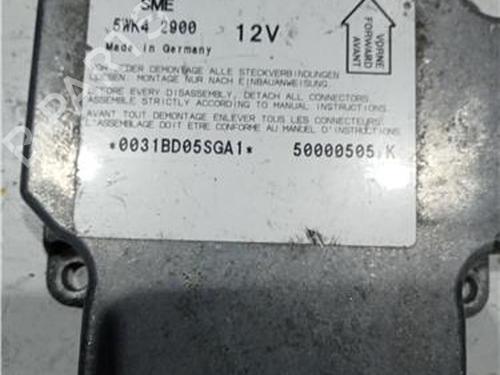 SME
5WK4 2900 12V
Made in Germany
VORNE
FORWARD
AVANT
VOR JEDER DEMONTAGE ALLE STECKVERBINDUNGEN
LOESEN. MONTAGE NUR NACH EINBAUANWEISUNG.
BEFORE EVERY DISASSEMBLY, DETACH ALL CONNECTORS
ASSEMBLE STRICTLY ACCORDING TO MANUAL INSTRUCTIONS.
AVANT TOUT DEMONTAGE ENLEVER TOUS LES CONNECTEURS.
L'ASSEMBLAGE DOIT ETRE CONFORME AU MANUEL D'INSTRUCTIONS
*0031BD05SGA1* 50000505.K